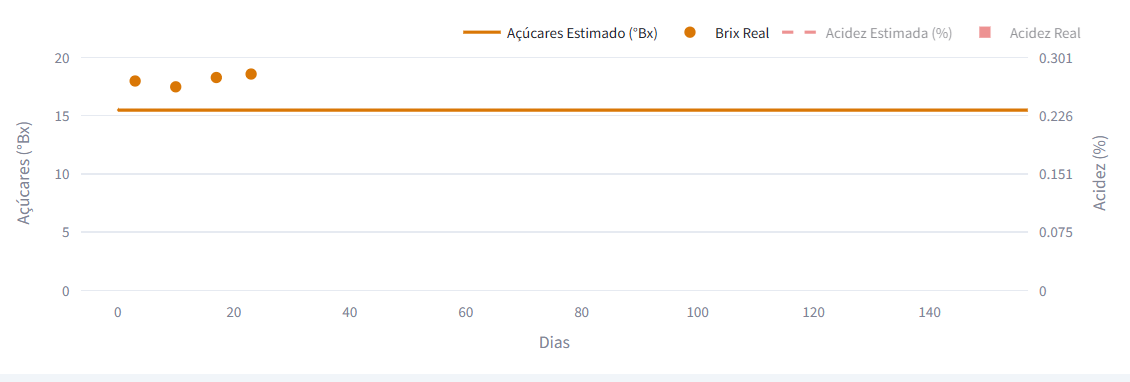 Açúcares Estimado (°Bx) Brix Real Acidez Estimada (%) Acidez Real
20 0.301
15 0.226
10 0.151
5 0.075
0 0
Açúcares (°Bx)
Acidez (%)
0 20 40 60 80 100 120 140
Dias